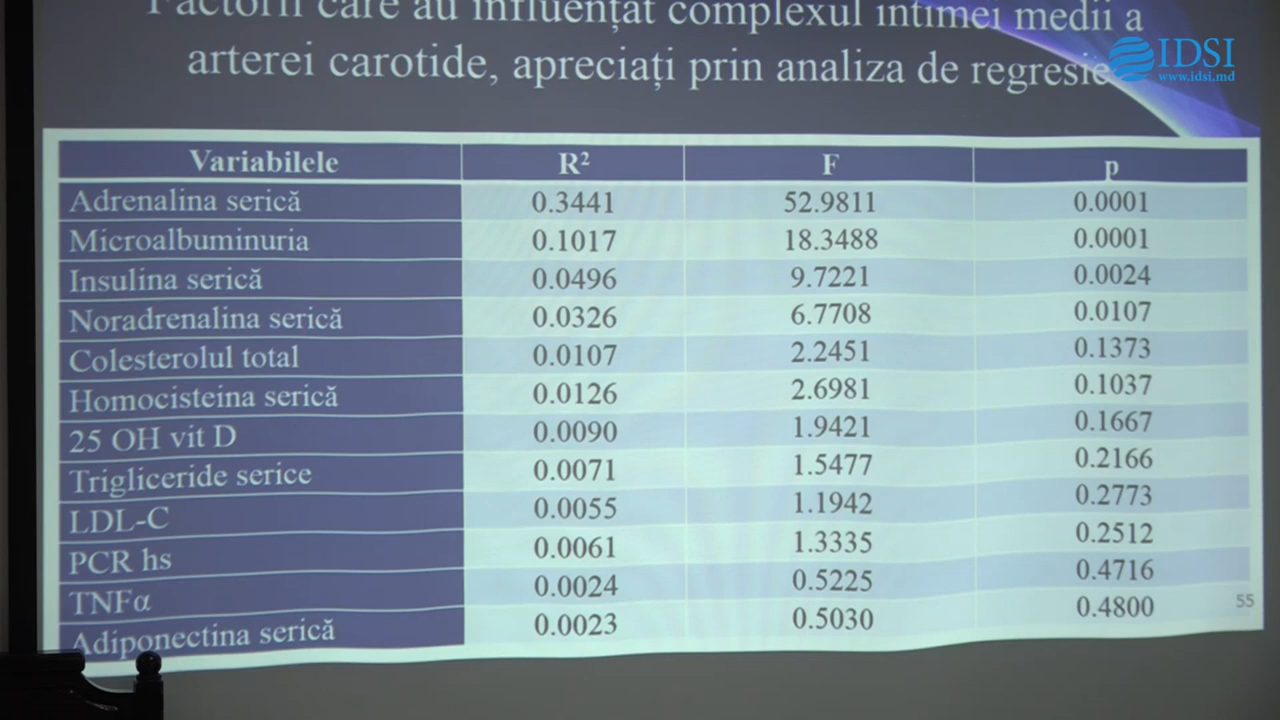 Factorii care au influențat complexul intimei medii a
arterei carotide, apreciați prin analiza de regresie
IDSI
www.idsi.md
Variabilele R² F p
Adrenalina serică 0.3441 52.9811 0.0001
Microalbuminuria 0.1017 18.3488 0.0001
Insulina serică 0.0496 9.7221 0.0024
Noradrenalina serică 0.0326 6.7708 0.0107
Colesterolul total 0.0107 2.2451 0.1373
Homocisteina serică 0.0126 2.6981 0.1037
25 OH vit D 0.0090 1.9421 0.1667
Trigliceride serice 0.0071 1.5477 0.2166
LDL-C 0.0055 1.1942 0.2773
PCR hs 0.0061 1.3335 0.2512
TNFα 0.0024 0.5225 0.4716
Adiponectina serică 0.0023 0.5030 0.4800
55